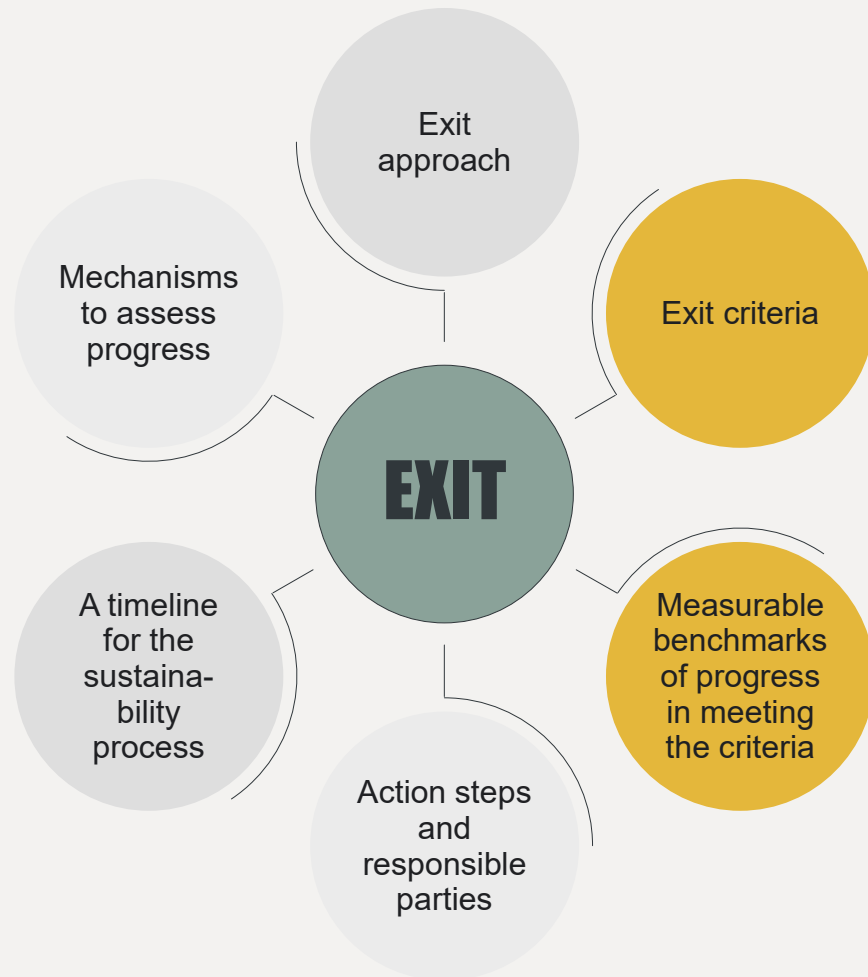 Exit
approach
Exit criteria
Measurable
benchmarks
of progress
in meeting
the criteria
Action steps
and
responsible
parties
A timeline
for the
sustaina-
bility
process
Mechanisms
to assess
progress
EXIT